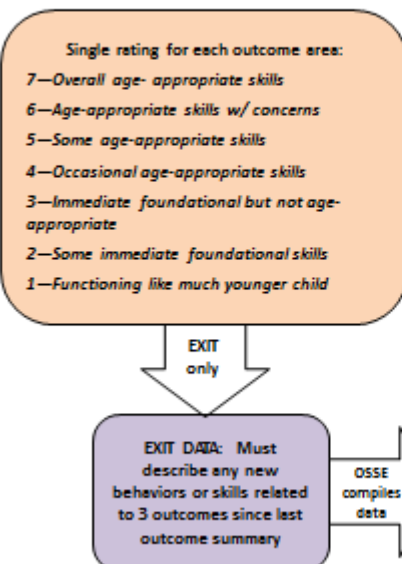 Single rating for each outcome area:
7—Overall age- appropriate skills
6—Age-appropriate skills w/ concerns
5—Some age-appropriate skills
4—Occasional age-appropriate skills
3—Immediate foundational but not age-
appropriate
2—Some immediate foundational skills
1—Functioning like much younger child
EXIT
only
EXIT DATA: Must
describe any new
behaviors or skills related
to 3 outcomes since last
outcome summary
OSSE
compiles
data